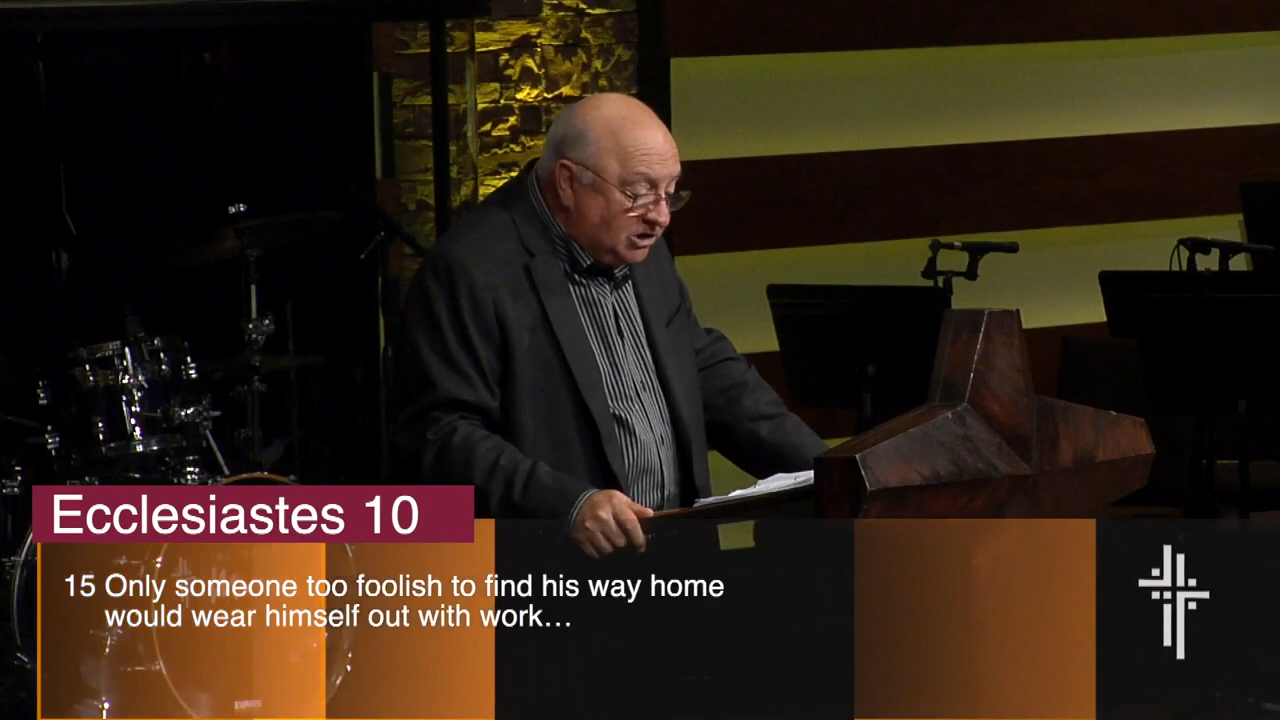 Ecclesiastes 10
15 Only someone too foolish to find his way home
would wear himself out with work…